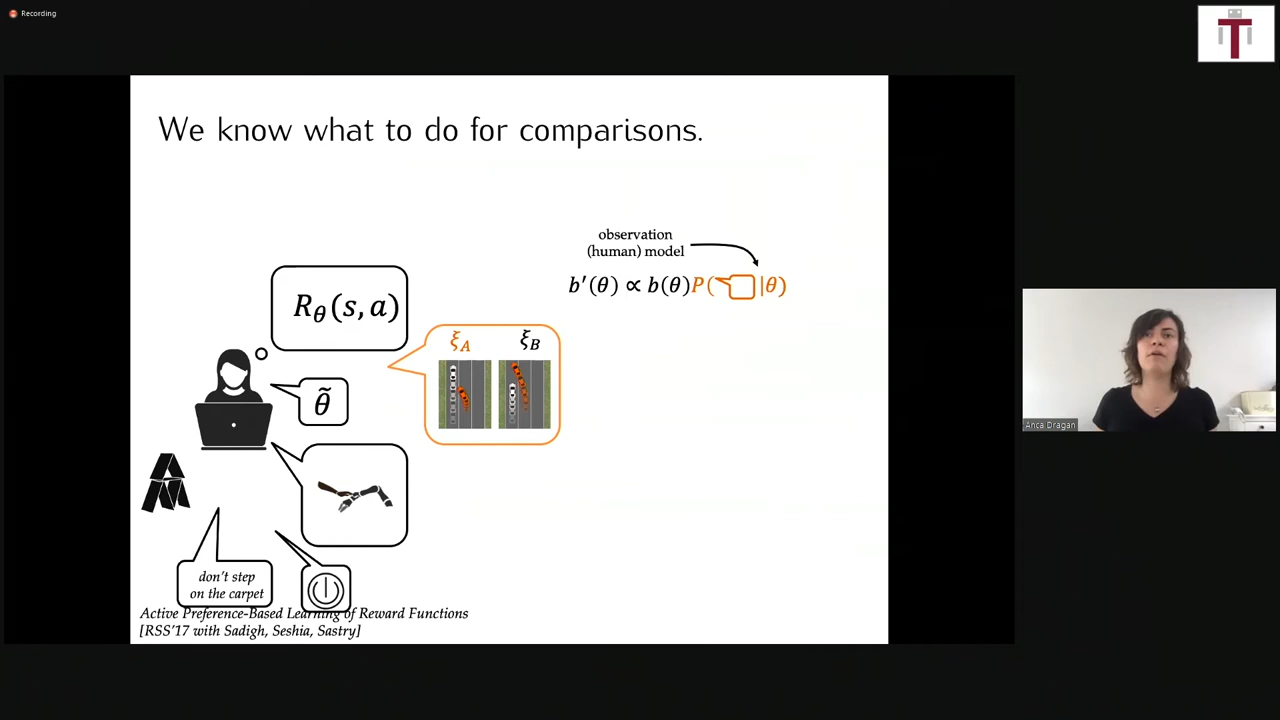 Recording
T
We know what to do for comparisons.
observation
(human) model
b′(θ) ∝ b(θ)P( |θ)
R_θ(s, a)
ξ_A ξ_B
θ̃
don't step
on the carpet
Active Preference-Based Learning of Reward Functions
[RSS'17 with Sadigh, Seshia, Sastry]
Anca Dragan